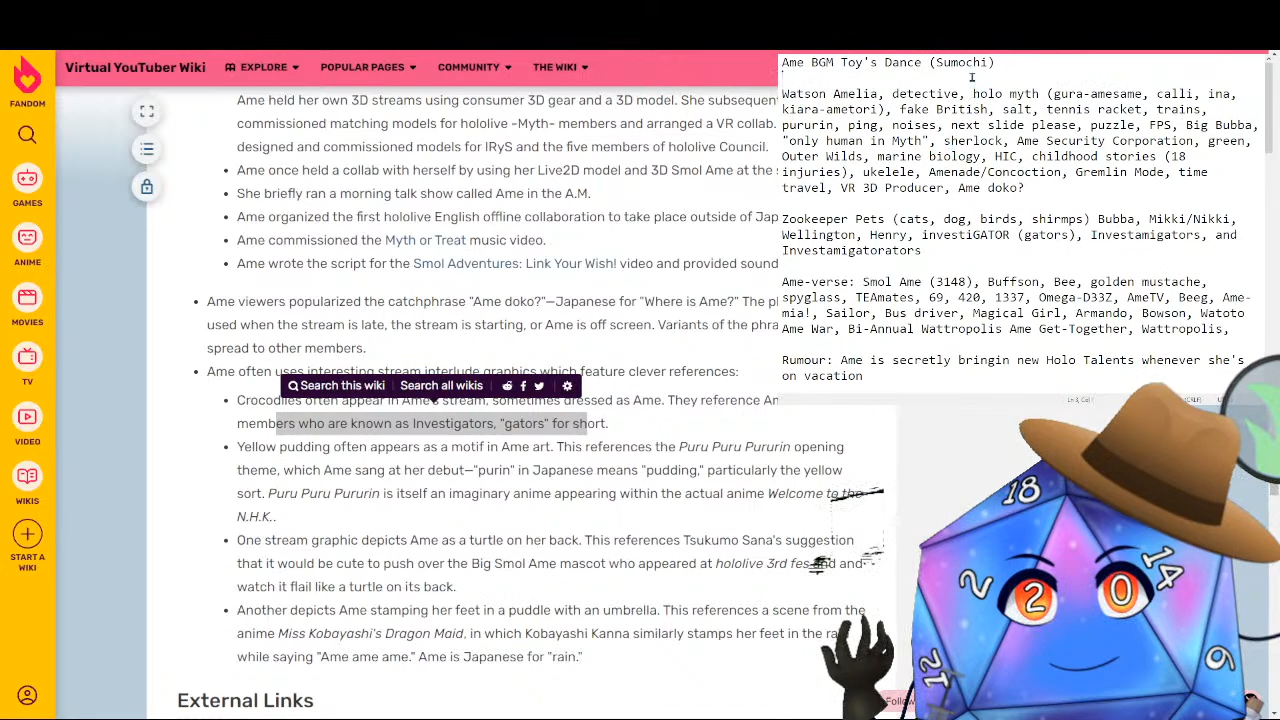 FANDOM
GAMES
ANIME
MOVIES
TV
VIDEO
WIKIS
START A
WIKI
Virtual YouTuber Wiki
EXPLORE
POPULAR PAGES
COMMUNITY
THE WIKI
Ame held her own 3D streams using consumer 3D gear and a 3D model. She subsequent
commissioned matching models for hololive -Myth- members and arranged a VR collab.
designed and commissioned models for IRyS and the five members of hololive Council.
Ame once held a collab with herself by using her Live2D model and 3D Smol Ame at the s
She briefly ran a morning talk show called Ame in the A.M.
Ame organized the first hololive English offline collaboration to take place outside of Jap
Ame commissioned the Myth or Treat music video.
Ame wrote the script for the Smol Adventures: Link Your Wish! video and provided sound
Ame viewers popularized the catchphrase "Ame doko?"—Japanese for "Where is Ame?" The pl
used when the stream is late, the stream is starting, or Ame is off screen. Variants of the phra
spread to other members.
Ame often uses interesting stream interlude graphics which feature clever references:
Search this wiki Search all wikis
Crocodiles often appear in Ame's stream, sometimes dressed as Ame. They reference Am
members who are known as Investigators, "gators" for short.
Yellow pudding often appears as a motif in Ame art. This references the Puru Puru Pururin opening
theme, which Ame sang at her debut—"purin" in Japanese means "pudding," particularly the yellow
sort. Puru Puru Pururin is itself an imaginary anime appearing within the actual anime Welcome to the
N.H.K..
One stream graphic depicts Ame as a turtle on her back. This references Tsukumo Sana's suggestion
that it would be cute to push over the Big Smol Ame mascot who appeared at hololive 3rd fes and and
watch it flail like a turtle on its back.
Another depicts Ame stamping her feet in a puddle with an umbrella. This references a scene from the
anime Miss Kobayashi's Dragon Maid, in which Kobayashi Kanna similarly stamps her feet in the ra
while saying "Ame ame ame." Ame is Japanese for "rain."
External Links
Ame BGM Toy's Dance (Sumochi)
Watson Amelia, detective, holo myth (gura-amesame, calli, ina,
kiara-amotori), fake British, salt, tennis racket, trains,
pururin, ping, noises, next slide please, puzzle, FPS, Big Bubba,
"only human in Myth", sherlock, Ame Security Corporation, green,
Outer Wilds, marine biology, HIC, childhood stories (18
injuries), ukelele, Amenade/Concoction, Gremlin Mode, time
travel, VR 3D Producer, Ame doko?
Zookeeper Pets (cats, dog, birds, shirmps) Bubba, Mikki/Nikki,
Wellington, Henry, investiGATOR (gators), Investamigators, and
Investigamotors
Ame-verse: Smol Ame (3148), Buffson, Bee, Golden Watson,
spyglass, TEAmates, 69, 420, 1337, Omega-D33Z, AmeTV, Beeg, Ame-
mia!, Sailor, Bus driver, Magical Girl, Armando, Bowson, Watoto
Ame War, Bi-Annual Wattropolis Ame Get-Together, Wattropolis,
Rumour: Ame is secretly bringing new Holo Talents whenever she's
on vacation
Follow
18
2
2
0
14
12
6